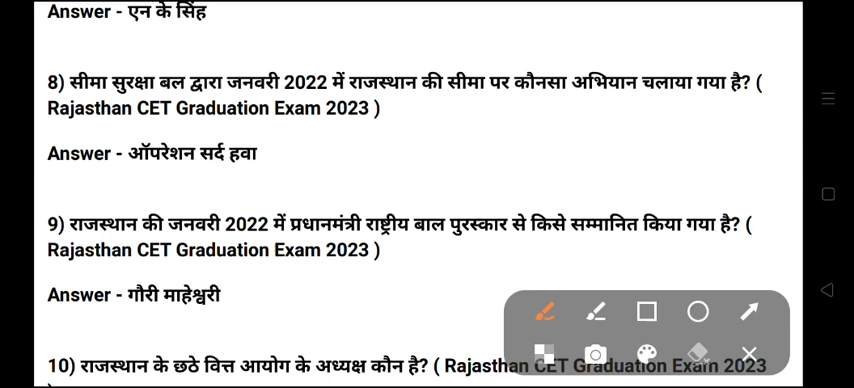 Answer - एन के सिंह
8) सीमा सुरक्षा बल द्वारा जनवरी 2022 में राजस्थान की सीमा पर कौनसा अभियान चलाया गया है? (
Rajasthan CET Graduation Exam 2023 )
Answer - ऑपरेशन सर्द हवा
9) राजस्थान की जनवरी 2022 में प्रधानमंत्री राष्ट्रीय बाल पुरस्कार से किसे सम्मानित किया गया है? (
Rajasthan CET Graduation Exam 2023 )
Answer - गौरी माहेश्वरी
10) राजस्थान के छठे वित्त आयोग के अध्यक्ष कौन है? ( Rajasthan CET Graduation Exam 2023